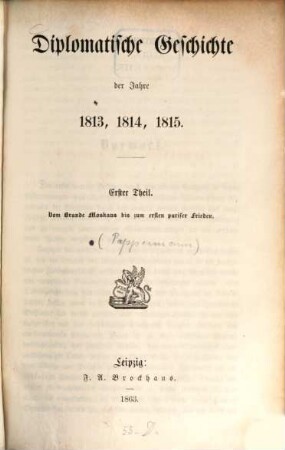 Diplomatische Geschichte
der Jahre
1813, 1814, 1815.
Erster Theil.
Vom Brande Moskaus bis zum ersten pariser Frieden.
(Pappermann)
Leipzig:
F. A. Brockhaus.
1863.